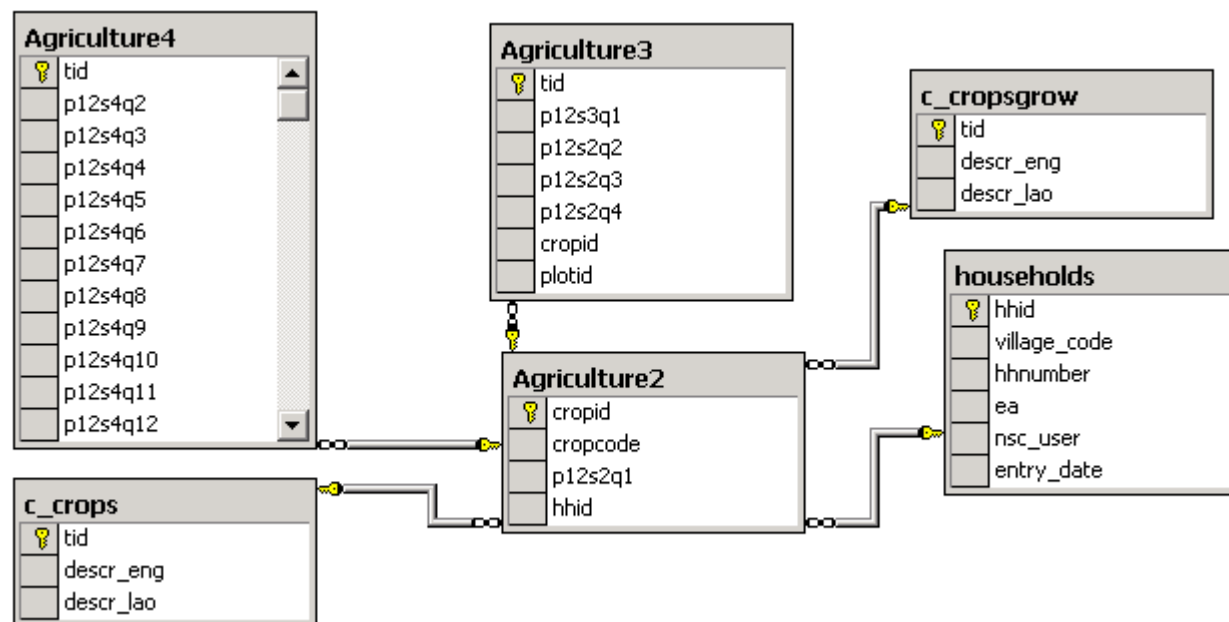 Agriculture4
tid
p12s4q2
p12s4q3
p12s4q4
p12s4q5
p12s4q6
p12s4q7
p12s4q8
p12s4q9
p12s4q10
p12s4q11
p12s4q12
Agriculture3
tid
p12s3q1
p12s2q2
p12s2q3
p12s2q4
cropid
plotid
c_cropsgrow
tid
descr_eng
descr_lao
households
hhid
village_code
hhnumber
ea
nsc_user
entry_date
Agriculture2
cropid
cropcode
p12s2q1
hhid
c_crops
tid
descr_eng
descr_lao